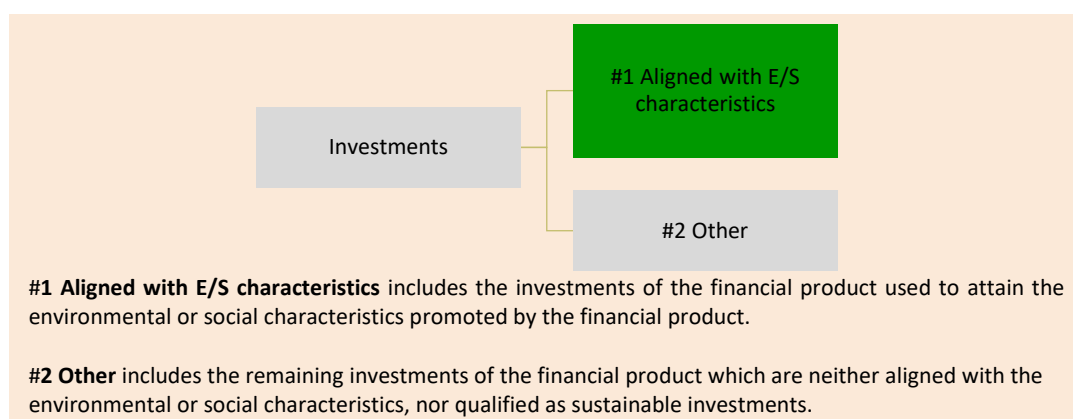 #1 Aligned with E/S
characteristics
Investments
#2 Other
#1 Aligned with E/S characteristics includes the investments of the financial product used to attain the
environmental or social characteristics promoted by the financial product.
#2 Other includes the remaining investments of the financial product which are neither aligned with the
environmental or social characteristics, nor qualified as sustainable investments.